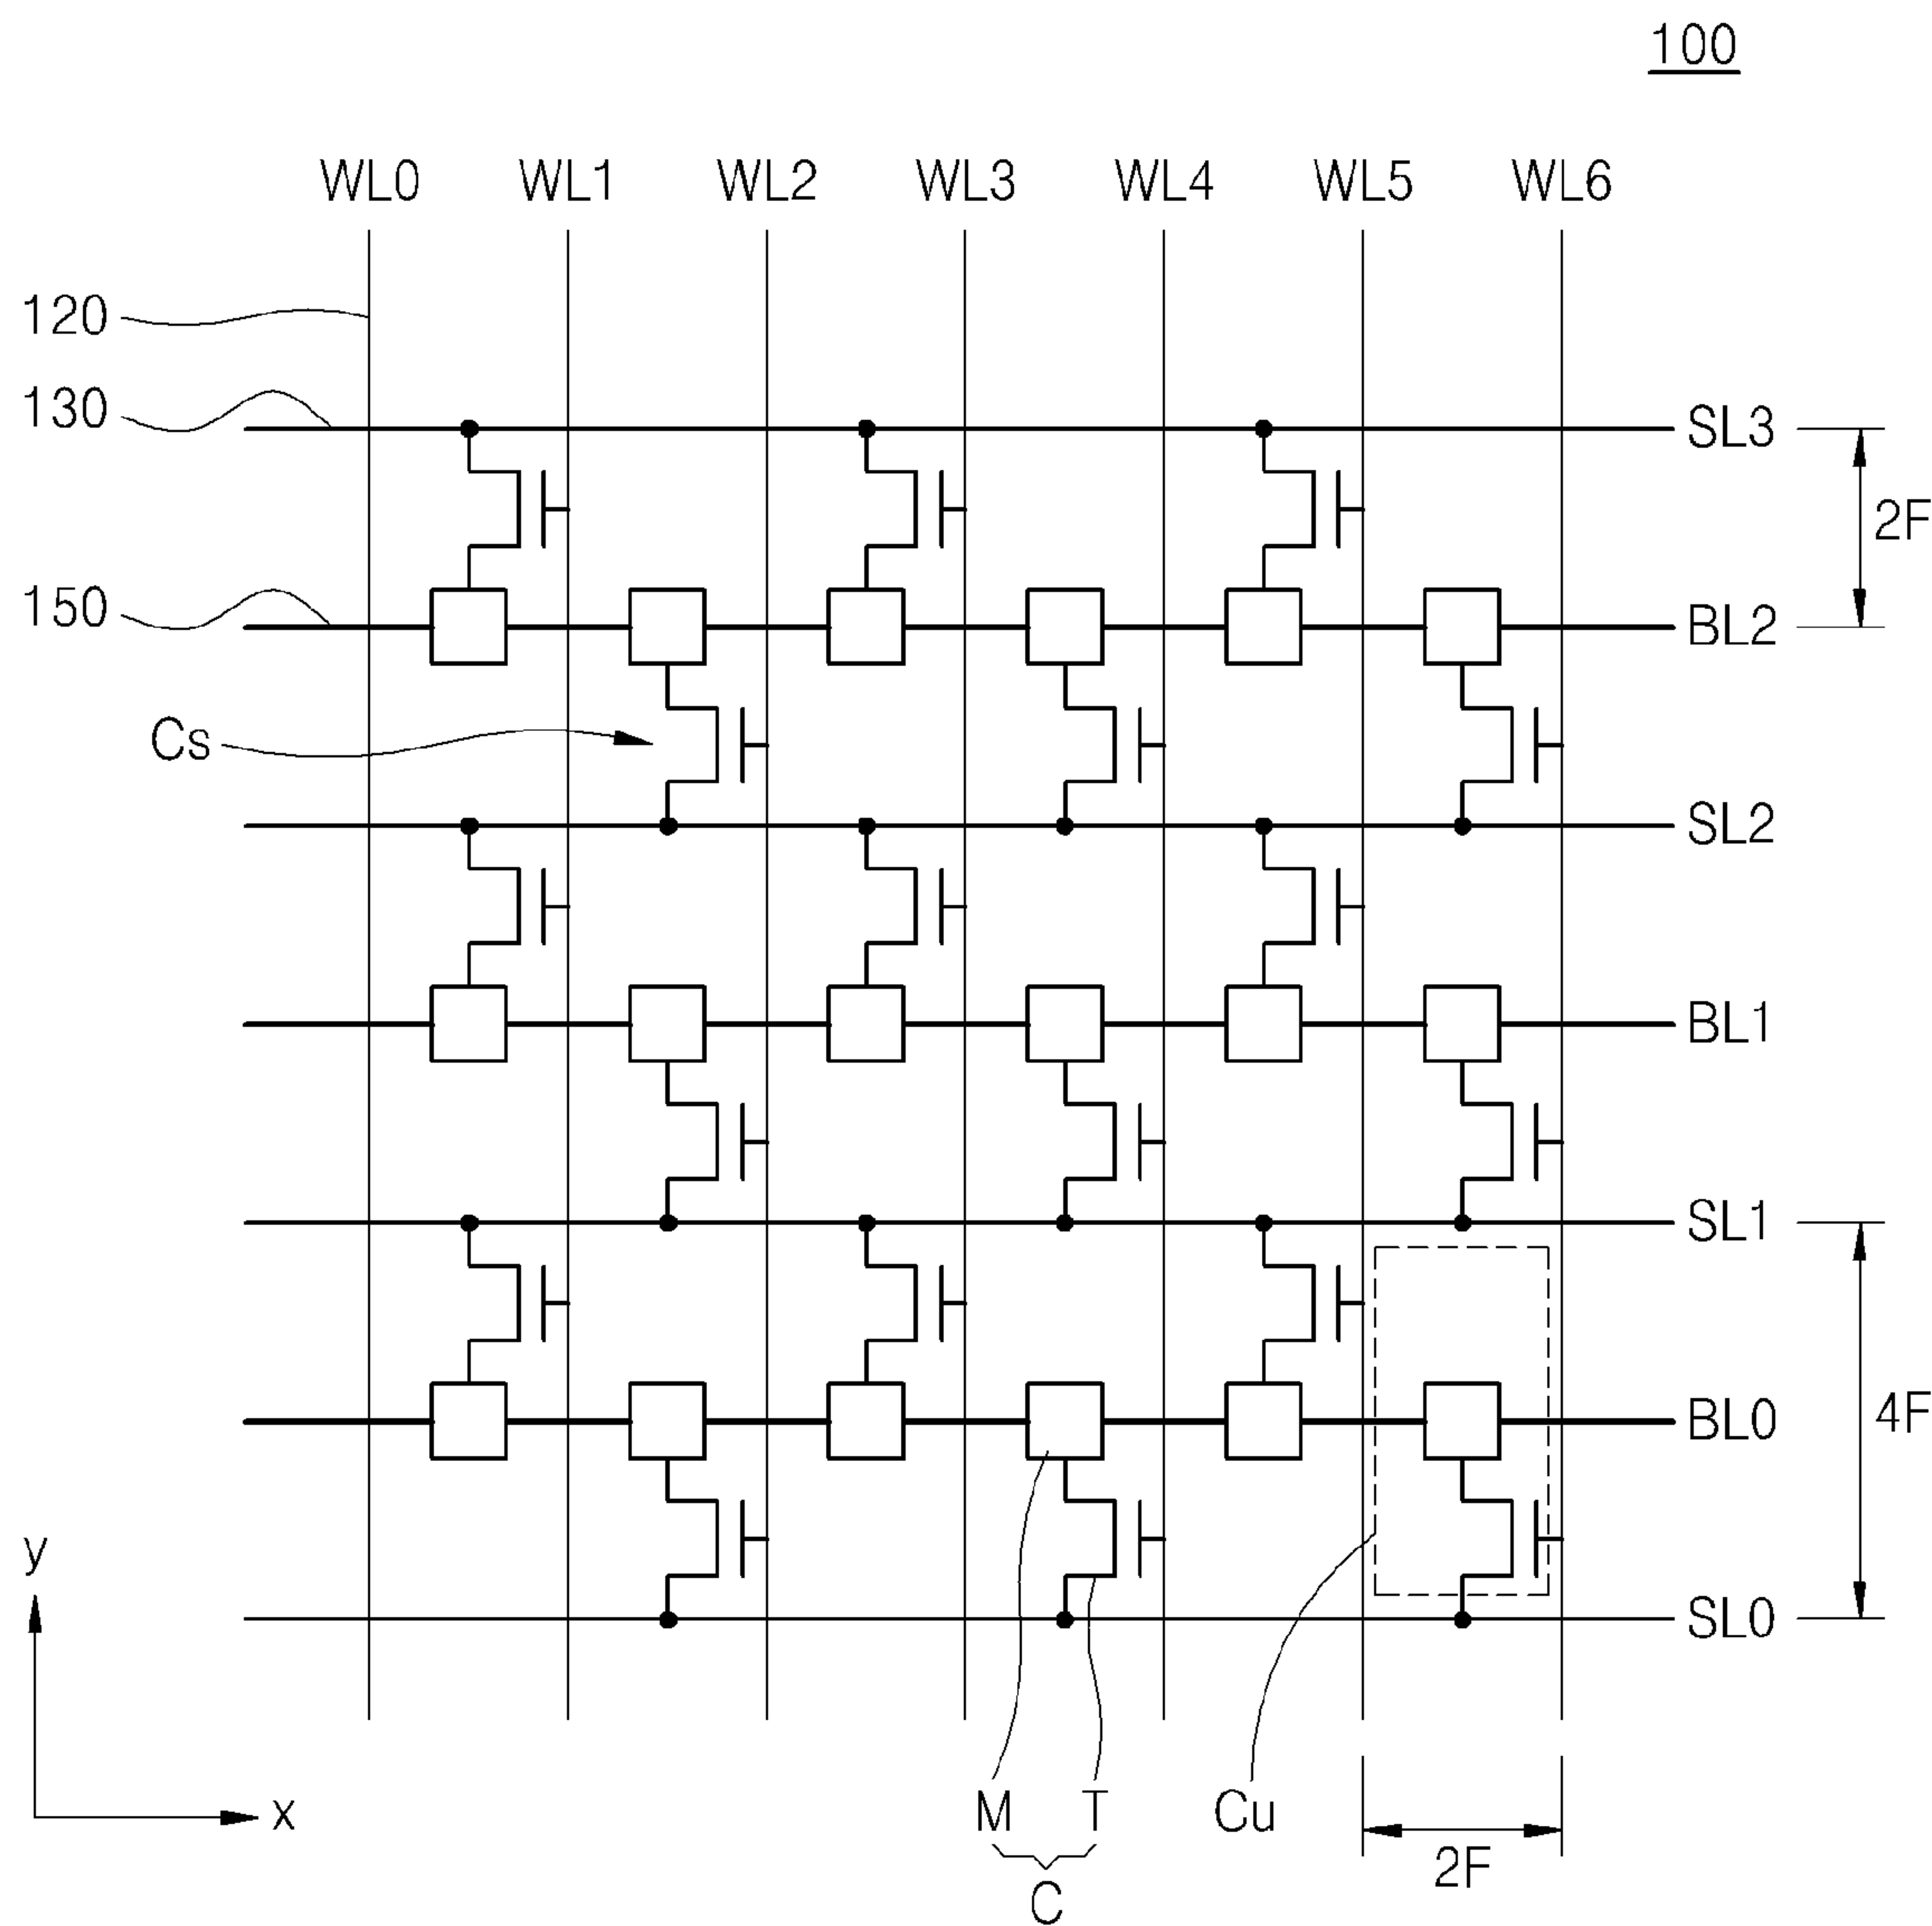 100
WL0 WL1 WL2 WL3 WL4 WL5 WL6
120
130
SL3
2F
150
BL2
Cs
SL2
BL1
SL1
BL0
4F
y
SL0
x
M T
Cu
2F
C